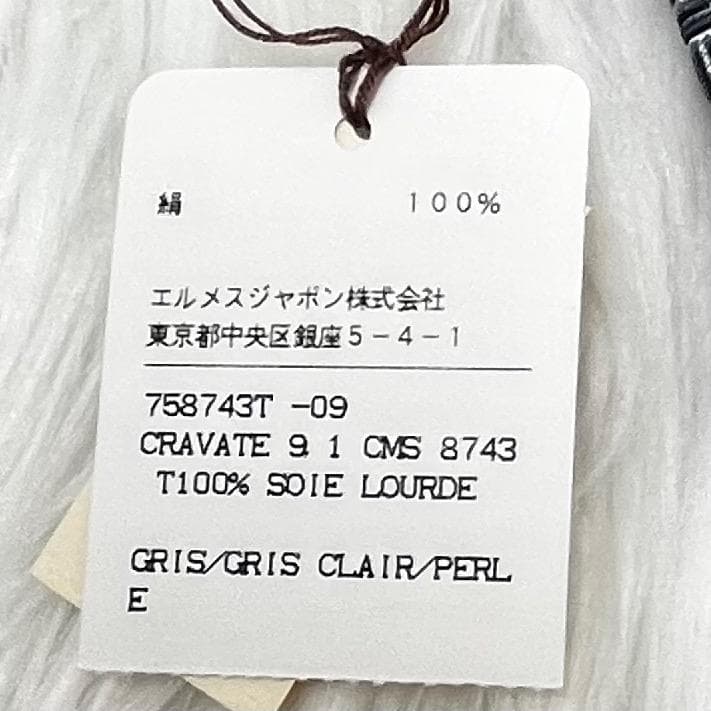 絹 100%
エルメスジャポン株式会社
東京都中央区銀座5-4-1
758743T -09
CRAVATE 9.1 CMS 8743
T100% SOIE LOURDE
GRIS/GRIS CLAIR/PERL
E